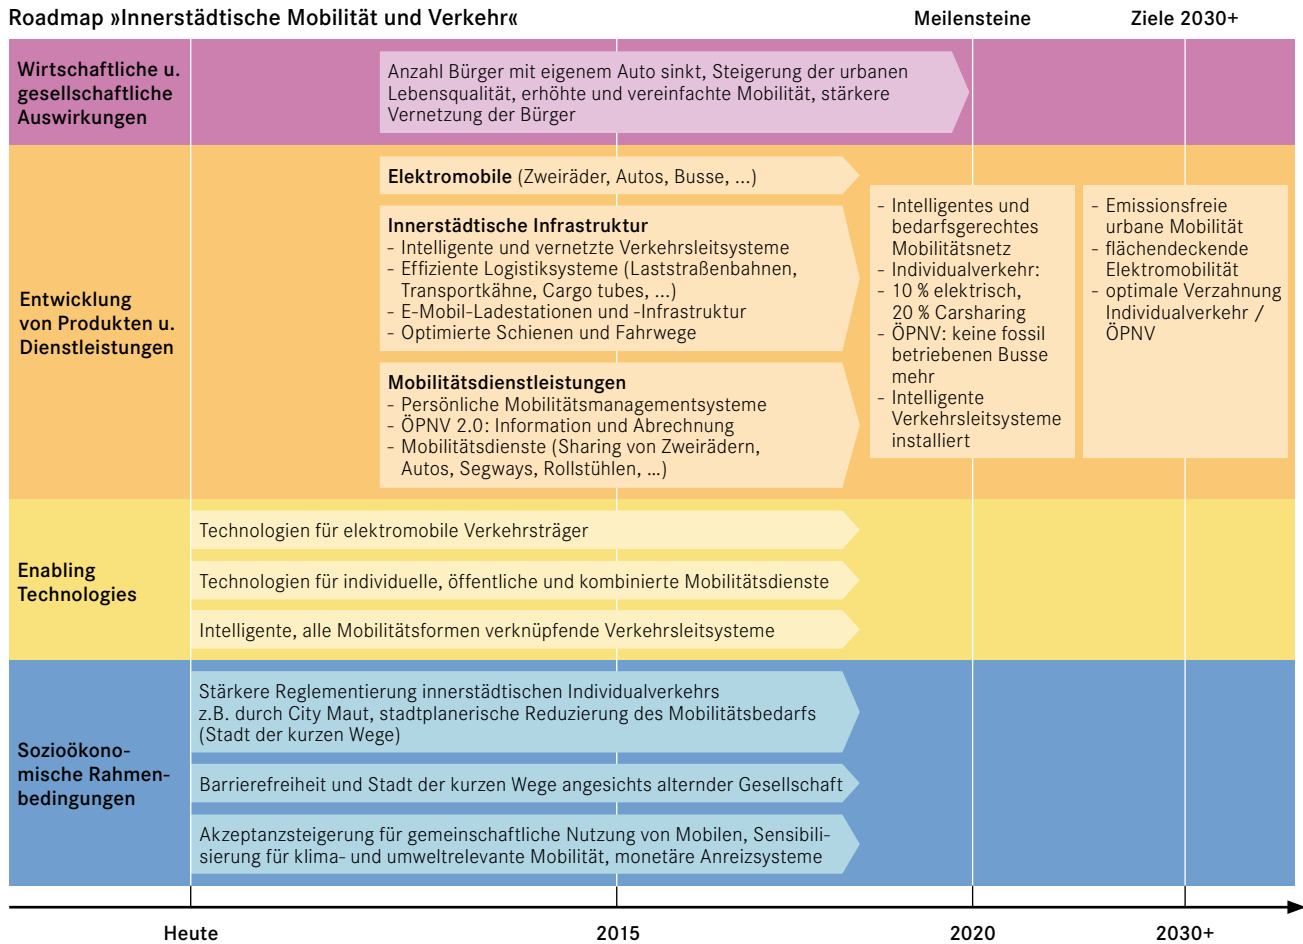 Roadmap »Innerstädtische Mobilität und Verkehr«
Meilensteine
Ziele 2030+
Wirtschaftliche u.
gesellschaftliche
Auswirkungen
Anzahl Bürger mit eigenem Auto sinkt, Steigerung der urbanen
Lebensqualität, erhöhte und vereinfachte Mobilität, stärkere
Vernetzung der Bürger
Entwicklung
von Produkten u.
Dienstleistungen
Elektromobile (Zweiräder, Autos, Busse, ...)
Innerstädtische Infrastruktur
- Intelligente und vernetzte Verkehrsleitsysteme
- Effiziente Logistiksysteme (Laststraßenbahnen,
Transportkähne, Cargo tubes, ...)
- E-Mobil-Ladestationen und -Infrastruktur
- Optimierte Schienen und Fahrwege
Mobilitätsdienstleistungen
- Persönliche Mobilitätsmanagementsysteme
- ÖPNV 2.0: Information und Abrechnung
- Mobilitätsdienste (Sharing von Zweirädern,
Autos, Segways, Rollstühlen, ...)
- Intelligentes und
bedarfsgerechtes
Mobilitätsnetz
- Individualverkehr:
- 10 % elektrisch,
20 % Carsharing
- ÖPNV: keine fossil
betriebenen Busse
mehr
- Intelligente
Verkehrsleitsysteme
installiert
- Emissionsfreie
urbane Mobilität
- flächendeckende
Elektromobilität
- optimale Verzahnung
Individualverkehr /
ÖPNV
Enabling
Technologies
Technologien für elektromobile Verkehrsträger
Technologien für individuelle, öffentliche und kombinierte Mobilitätsdienste
Intelligente, alle Mobilitätsformen verknüpfende Verkehrsleitsysteme
Sozioökono-
mische Rahmen-
bedingungen
Stärkere Reglementierung innerstädtischen Individualverkehrs
z.B. durch City Maut, stadtplanerische Reduzierung des Mobilitätsbedarfs
(Stadt der kurzen Wege)
Barrierefreiheit und Stadt der kurzen Wege angesichts alternder Gesellschaft
Akzeptanzsteigerung für gemeinschaftliche Nutzung von Mobilen, Sensibili-
sierung für klima- und umweltrelevante Mobilität, monetäre Anreizsysteme
Heute
2015
2020
2030+